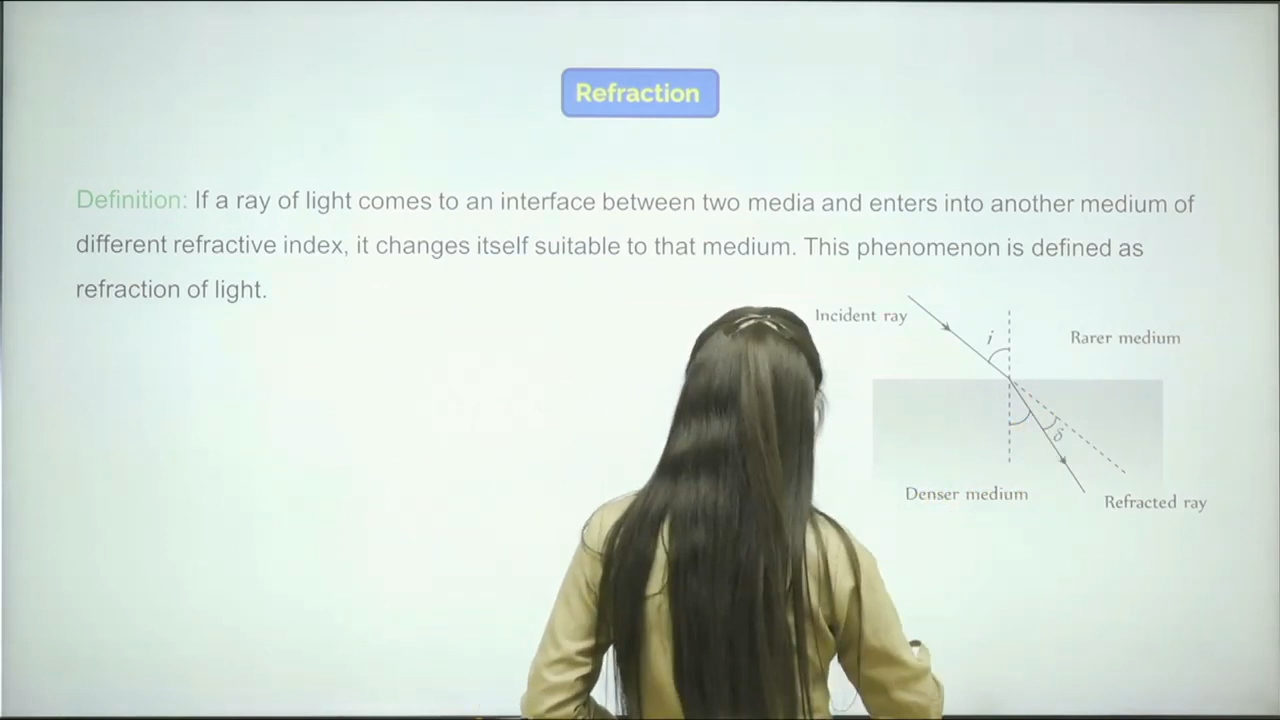 Refraction
Definition: If a ray of light comes to an interface between two media and enters into another medium of
different refractive index, it changes itself suitable to that medium. This phenomenon is defined as
refraction of light.
Incident ray
i
Rarer medium
δ
Denser medium
Refracted ray